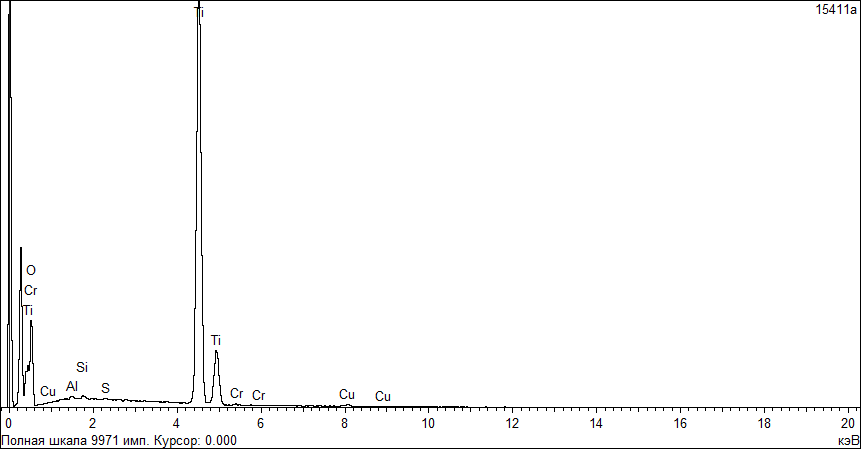 Ti
15411a
O
Cr
Ti
Ti
Si
Cu Al S
Cr Cr Cu Cu
0 2 4 6 8 10 12 14 16 18 20
Полная шкала 9971 имп. Курсор: 0.000 кэВ